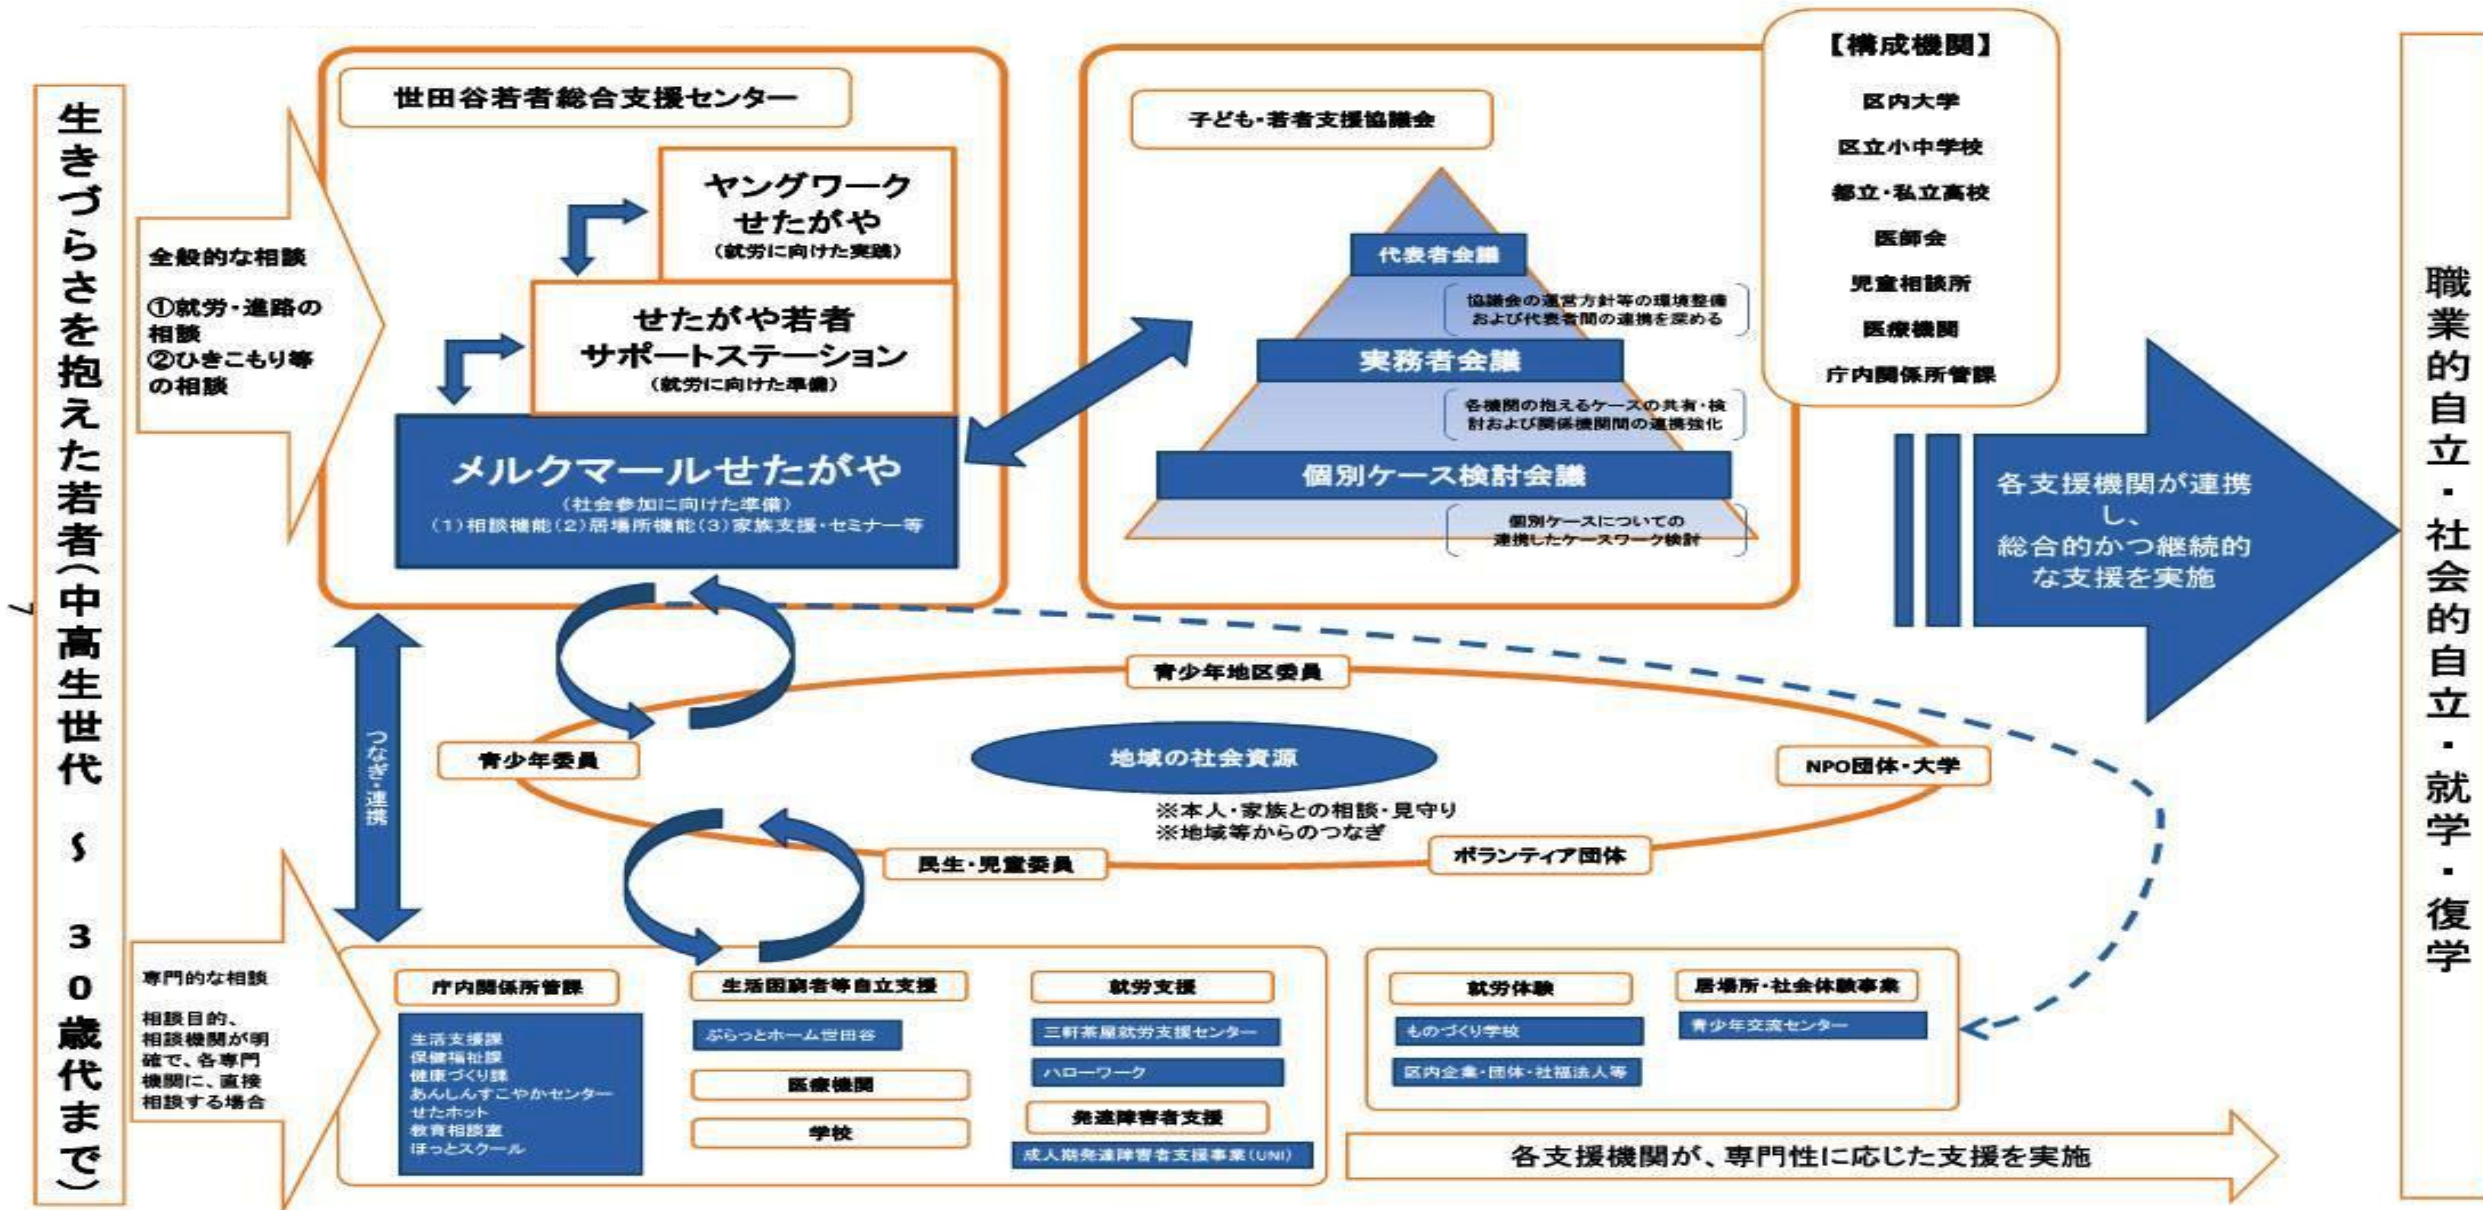 生きづらさを抱えた若者(中高生世代 ～ 30歳代まで)
7
全般的な相談
①就労・進路の
相談
②ひきこもり等
の相談
世田谷若者総合支援センター
ヤングワーク
せたがや
(就労に向けた実践)
せたがや若者
サポートステーション
(就労に向けた準備)
メルクマールせたがや
(社会参加に向けた準備)
(1)相談機能(2)居場所機能(3)家族支援・セミナー等
子ども・若者支援協議会
代表者会議
協議会の運営方針等の環境整備
および代表者間の連携を深める
実務者会議
各機関の抱えるケースの共有・検
討および関係機関間の連携強化
個別ケース検討会議
個別ケースについての
連携したケースワーク検討
【構成機関】
区内大学
区立小中学校
都立・私立高校
医師会
児童相談所
医療機関
庁内関係所管課
各支援機関が連携
し、
総合的かつ継続的
な支援を実施
職業的自立・社会的自立・就学・復学
つなぎ・連携
青少年地区委員
青少年委員
地域の社会資源
NPO団体・大学
※本人・家族との相談・見守り
※地域等からのつなぎ
民生・児童委員
ボランティア団体
専門的な相談
相談目的、
相談機関が明
確で、各専門
機関に、直接
相談する場合
庁内関係所管課
生活支援課
保健福祉課
健康づくり課
あんしんすこやかセンター
せたホット
教育相談室
ほっとスクール
生活困窮者等自立支援
ぷらっとホーム世田谷
医療機関
学校
就労支援
三軒茶屋就労支援センター
ハローワーク
発達障害者支援
成人期発達障害者支援事業(UNI)
就労体験
ものづくり学校
区内企業・団体・社福法人等
居場所・社会体験事業
青少年交流センター
各支援機関が、専門性に応じた支援を実施